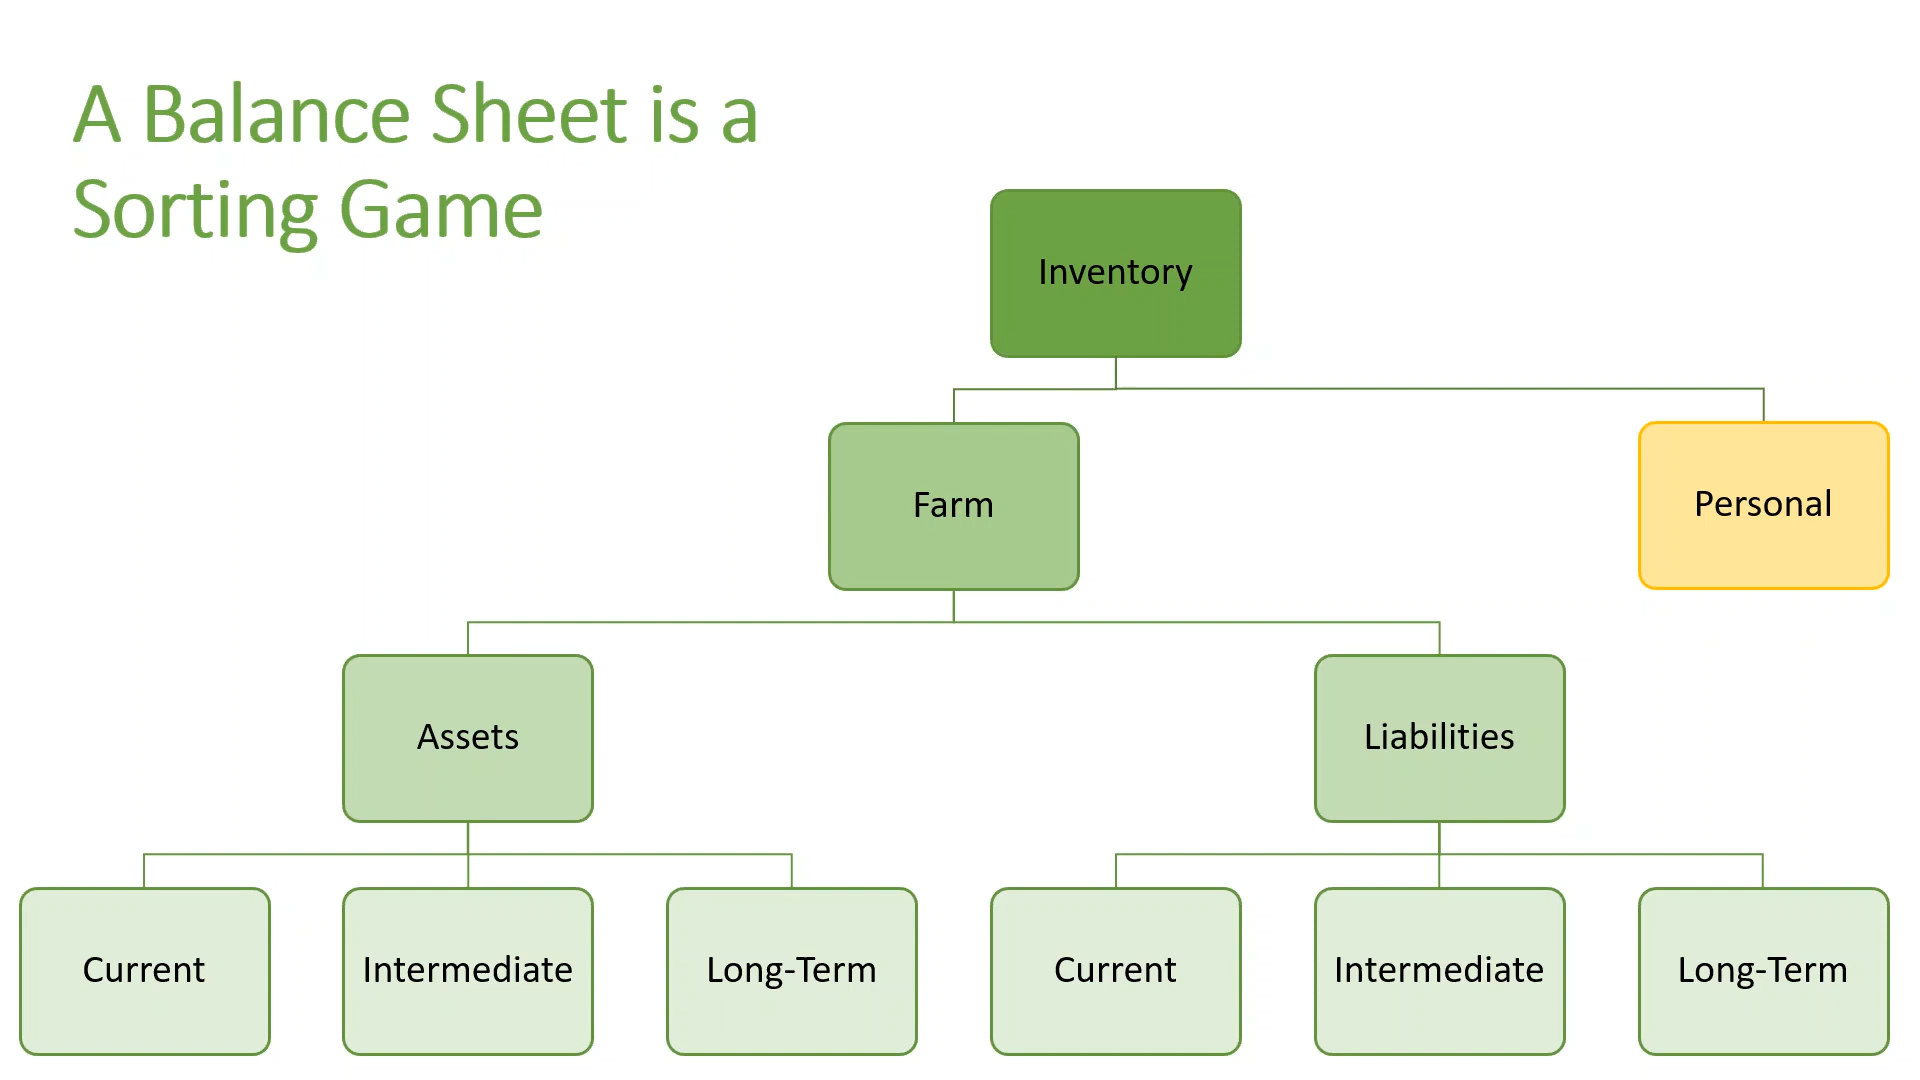 A Balance Sheet is a
Sorting Game
Inventory
Farm
Personal
Assets
Liabilities
Current
Intermediate
Long-Term
Current
Intermediate
Long-Term